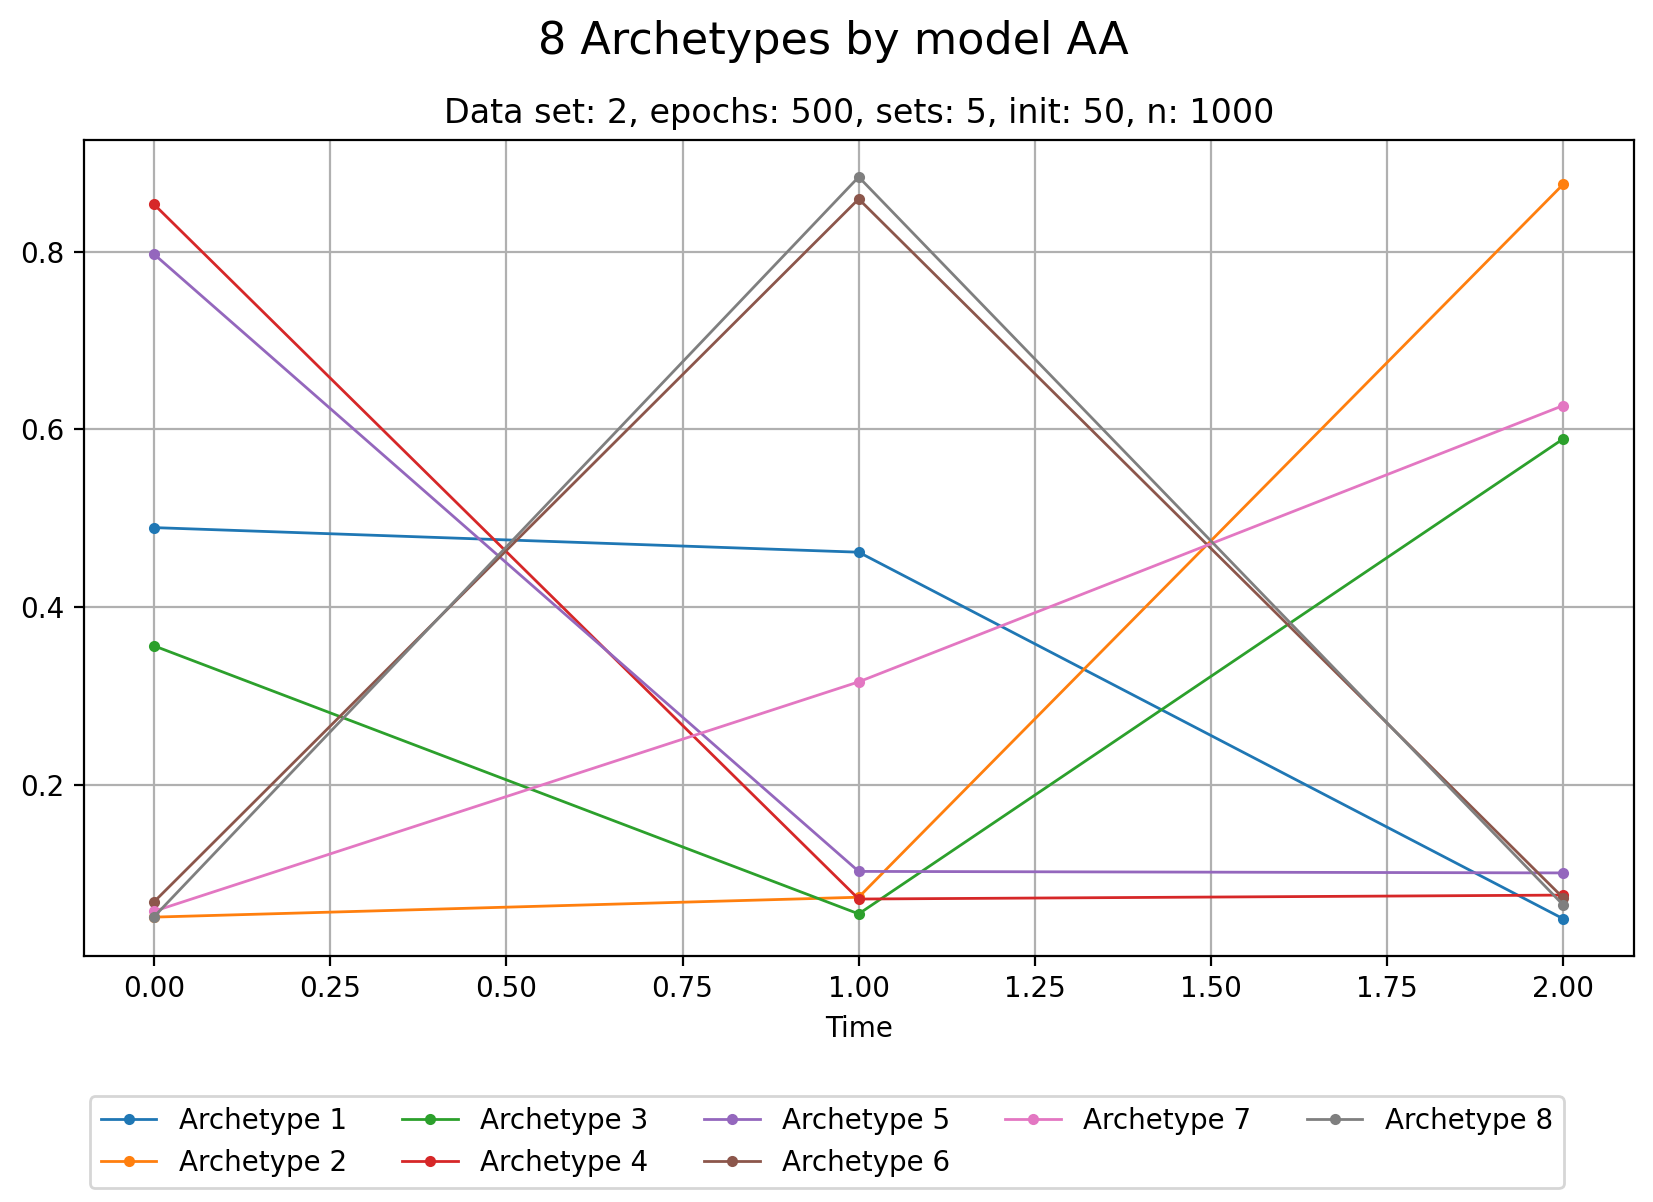 8 Archetypes by model AA
Data set: 2, epochs: 500, sets: 5, init: 50, n: 1000
0.8
0.6
0.4
0.2
0.00 0.25 0.50 0.75 1.00 1.25 1.50 1.75 2.00
Time
Archetype 1 Archetype 3 Archetype 5 Archetype 7 Archetype 8
Archetype 2 Archetype 4 Archetype 6